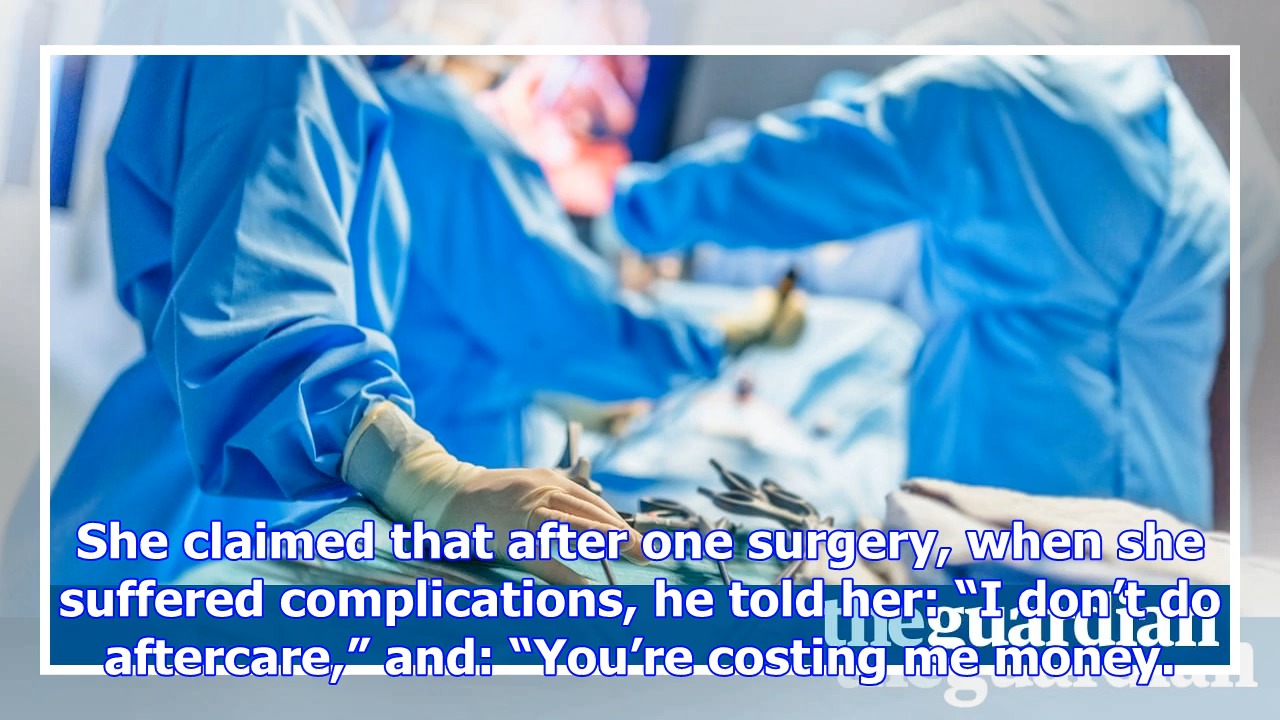 She claimed that after one surgery, when she
suffered complications, he told her: “I don’t do
aftercare,” and: “You’re costing me money.
theguardian
theguardian